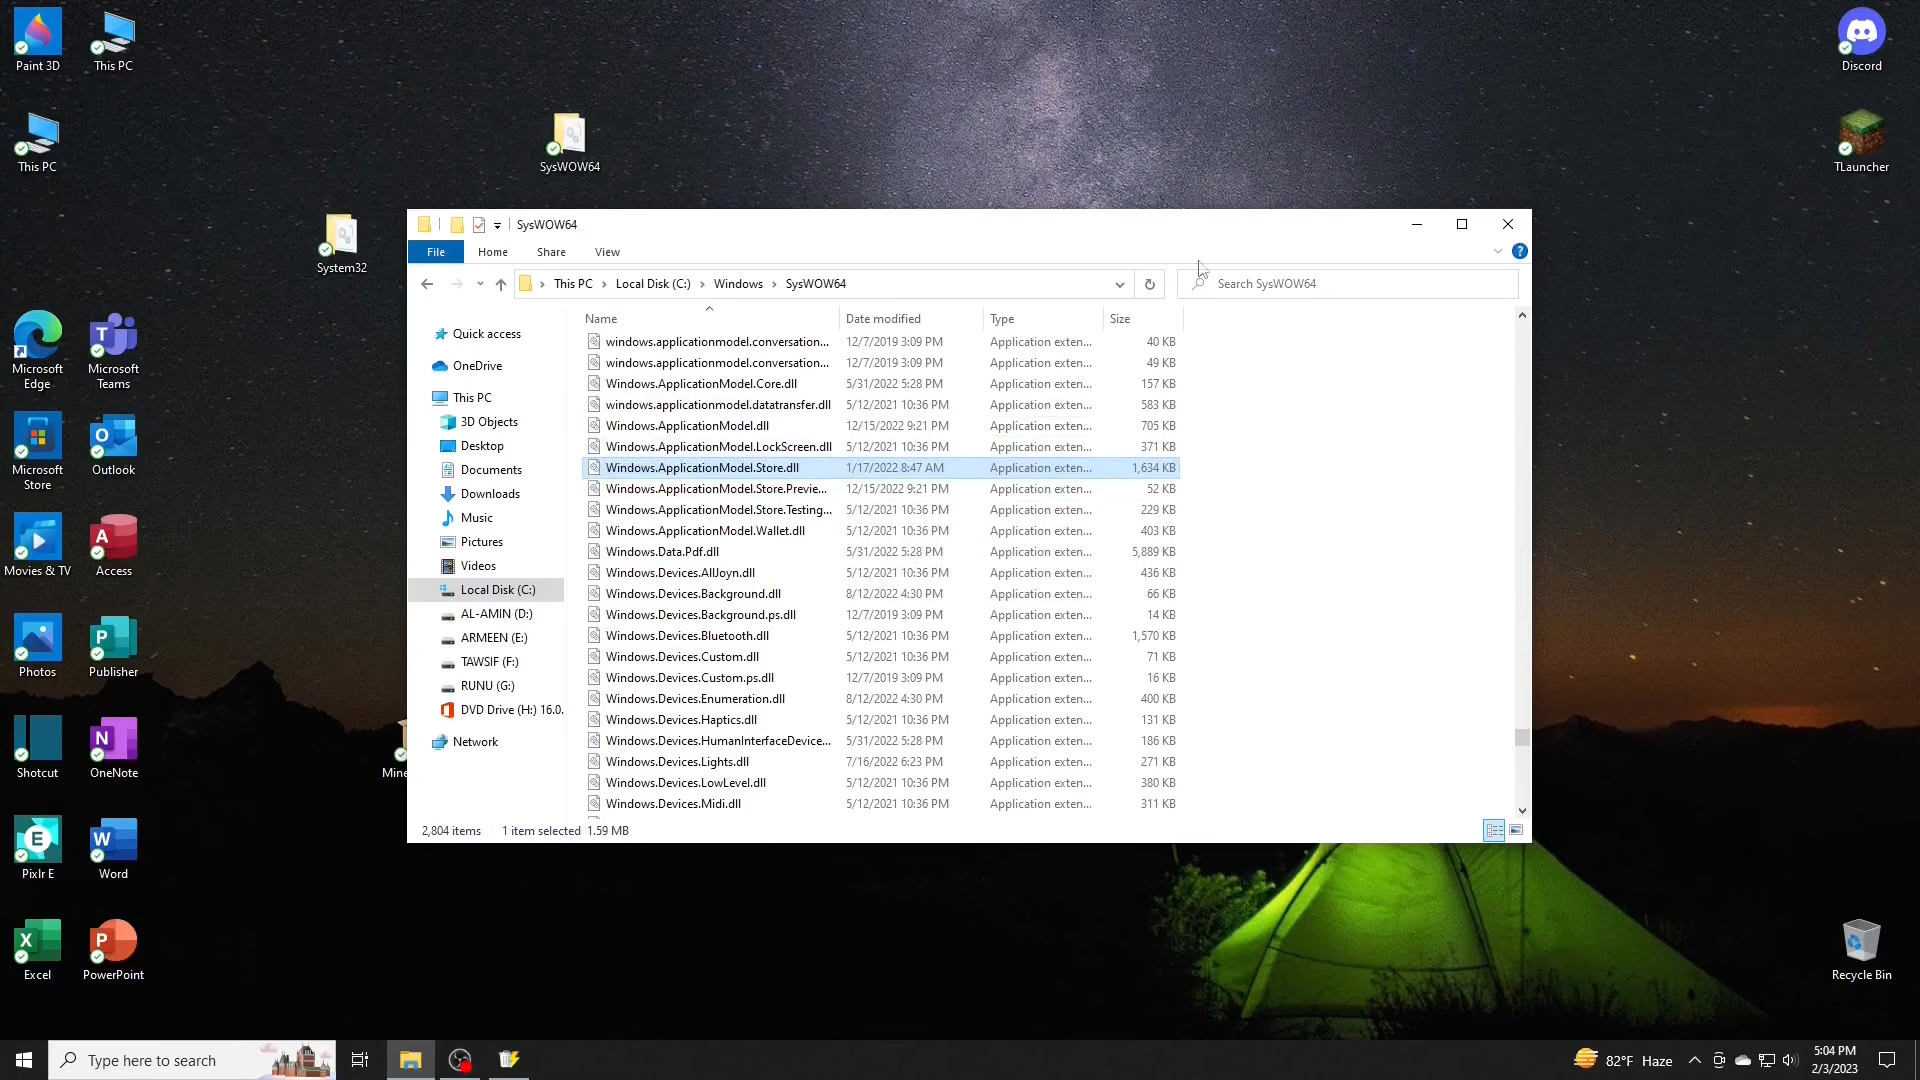 Paint 3D
This PC
Discord
This PC
SysWOW64
TLauncher
System32
Microsoft
Edge
Microsoft
Teams
Microsoft
Store
Outlook
Movies & TV
Access
Photos
Publisher
Shotcut
OneNote
Mine
Pixlr E
Word
Excel
PowerPoint
Recycle Bin
SysWOW64
File Home Share View
This PC › Local Disk (C:) › Windows › SysWOW64
Search SysWOW64
Quick access
OneDrive
This PC
3D Objects
Desktop
Documents
Downloads
Music
Pictures
Videos
Local Disk (C:)
AL-AMIN (D:)
ARMEEN (E:)
TAWSIF (F:)
RUNU (G:)
DVD Drive (H:) 16.0.
Network
Name Date modified Type Size
windows.applicationmodel.conversation... 12/7/2019 3:09 PM Application exten... 40 KB
windows.applicationmodel.conversation... 12/7/2019 3:09 PM Application exten... 49 KB
Windows.ApplicationModel.Core.dll 5/31/2022 5:28 PM Application exten... 157 KB
windows.applicationmodel.datatransfer.dll 5/12/2021 10:36 PM Application exten... 583 KB
Windows.ApplicationModel.dll 12/15/2022 9:21 PM Application exten... 705 KB
Windows.ApplicationModel.LockScreen.dll 5/12/2021 10:36 PM Application exten... 371 KB
Windows.ApplicationModel.Store.dll 1/17/2022 8:47 AM Application exten... 1,634 KB
Windows.ApplicationModel.Store.Previe... 12/15/2022 9:21 PM Application exten... 52 KB
Windows.ApplicationModel.Store.Testing... 5/12/2021 10:36 PM Application exten... 229 KB
Windows.ApplicationModel.Wallet.dll 5/12/2021 10:36 PM Application exten... 403 KB
Windows.Data.Pdf.dll 5/31/2022 5:28 PM Application exten... 5,889 KB
Windows.Devices.AllJoyn.dll 5/12/2021 10:36 PM Application exten... 436 KB
Windows.Devices.Background.dll 8/12/2022 4:30 PM Application exten... 66 KB
Windows.Devices.Background.ps.dll 12/7/2019 3:09 PM Application exten... 14 KB
Windows.Devices.Bluetooth.dll 5/12/2021 10:36 PM Application exten... 1,570 KB
Windows.Devices.Custom.dll 5/12/2021 10:36 PM Application exten... 71 KB
Windows.Devices.Custom.ps.dll 12/7/2019 3:09 PM Application exten... 16 KB
Windows.Devices.Enumeration.dll 8/12/2022 4:30 PM Application exten... 400 KB
Windows.Devices.Haptics.dll 5/12/2021 10:36 PM Application exten... 131 KB
Windows.Devices.HumanInterfaceDevice... 5/31/2022 5:28 PM Application exten... 186 KB
Windows.Devices.Lights.dll 7/16/2022 6:23 PM Application exten... 271 KB
Windows.Devices.LowLevel.dll 5/12/2021 10:36 PM Application exten... 380 KB
Windows.Devices.Midi.dll 5/12/2021 10:36 PM Application exten... 311 KB
2,804 items 1 item selected 1.59 MB
Type here to search
82°F Haze
5:04 PM
2/3/2023